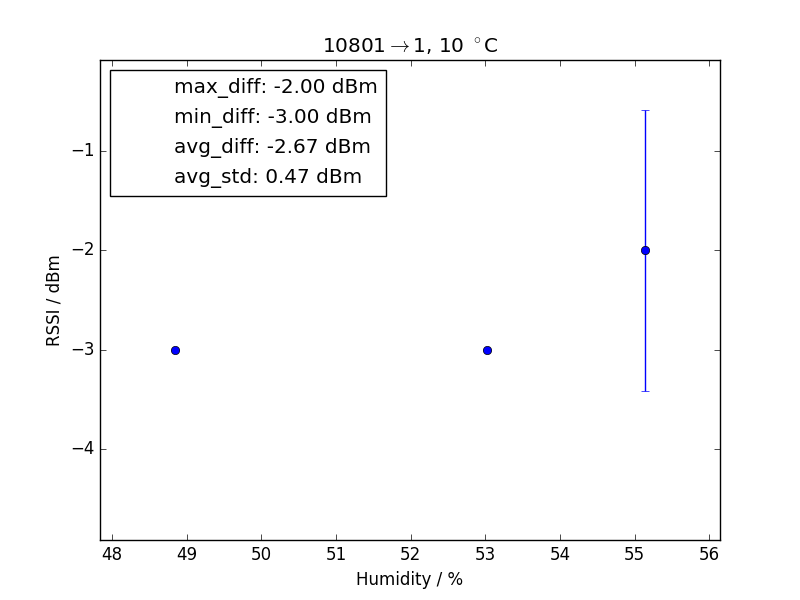 10801→1, 10 °C
max_diff: -2.00 dBm
min_diff: -3.00 dBm
avg_diff: -2.67 dBm
avg_std: 0.47 dBm
RSSI / dBm
−1
−2
−3
−4
48 49 50 51 52 53 54 55 56
Humidity / %